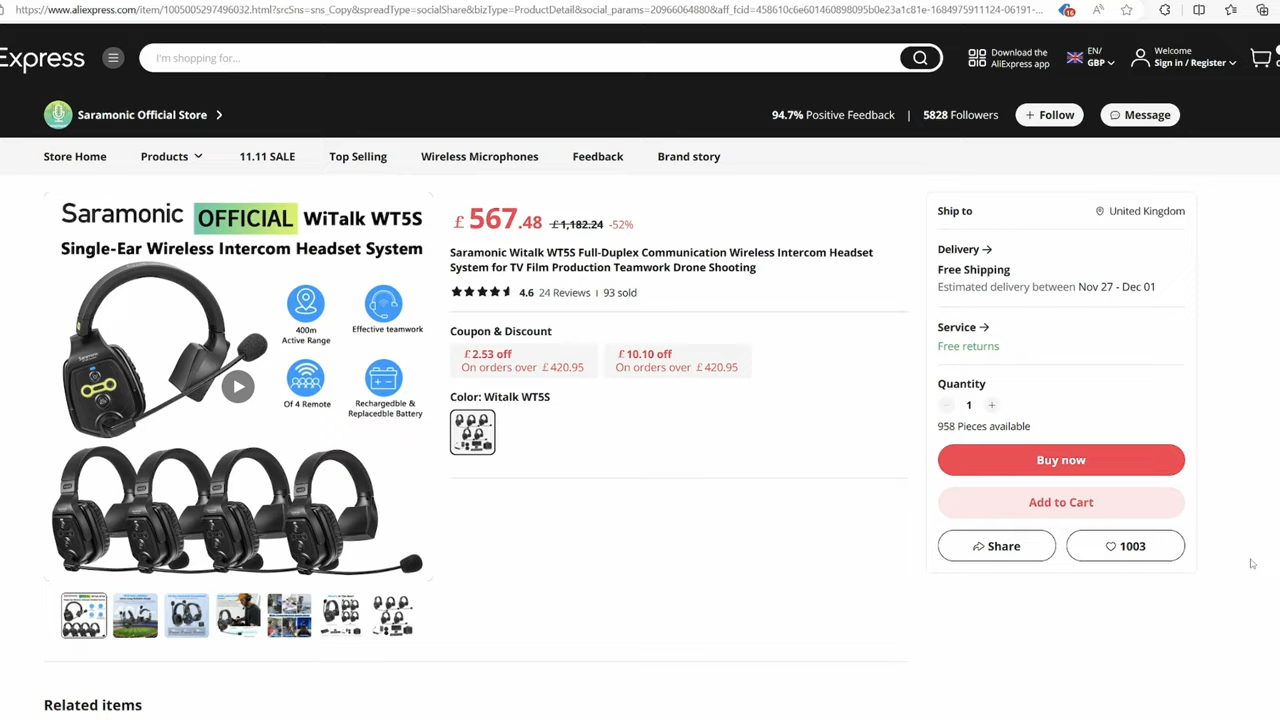 https://www.aliexpress.com/item/1005005297496032.html?srcSns=sns_Copy&spreadType=socialShare&bizType=ProductDetail&social_params=20966064880&aff_fcid=458610c6e601460898095b0e23a1c81e-1684975911124-06191-...
16
Express
I'm shopping for...
Download the
AliExpress app
EN/
GBP
Welcome
Sign in / Register
Saramonic Official Store
94.7% Positive Feedback | 5828 Followers
+ Follow
Message
Store Home
Products
11.11 SALE
Top Selling
Wireless Microphones
Feedback
Brand story
Saramonic OFFICIAL WiTalk WT5S
Single-Ear Wireless Intercom Headset System
400m
Active Range
Effective teamwork
Of 4 Remote
Rechargedble &
Replacedble Battery
£567.48 £1,182.24 -52%
Saramonic Witalk WT5S Full-Duplex Communication Wireless Intercom Headset
System for TV Film Production Teamwork Drone Shooting
4.6 24 Reviews | 93 sold
Coupon & Discount
£2.53 off
On orders over £420.95
£10.10 off
On orders over £420.95
Color: Witalk WT5S
Ship to
United Kingdom
Delivery
Free Shipping
Estimated delivery between Nov 27 - Dec 01
Service
Free returns
Quantity
- 1 +
958 Pieces available
Buy now
Add to Cart
Share
1003
Related items